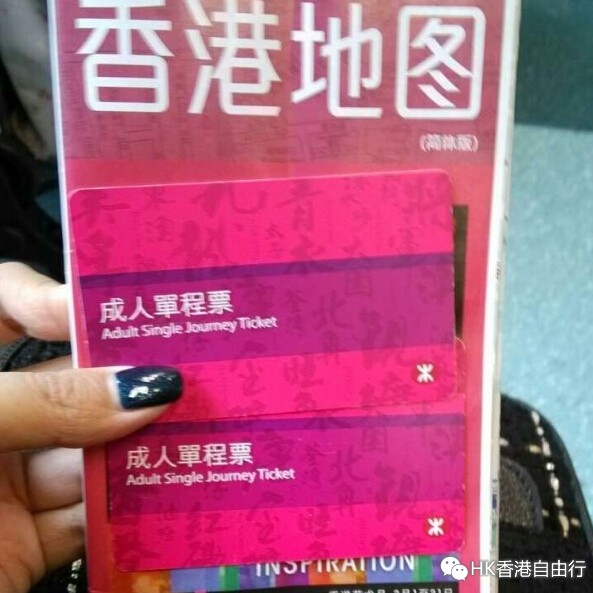 香港地图
(简体版)
成人單程票
Adult Single Journey Ticket
成人單程票
Adult Single Journey Ticket
INSPIRATION
HK香港自由行